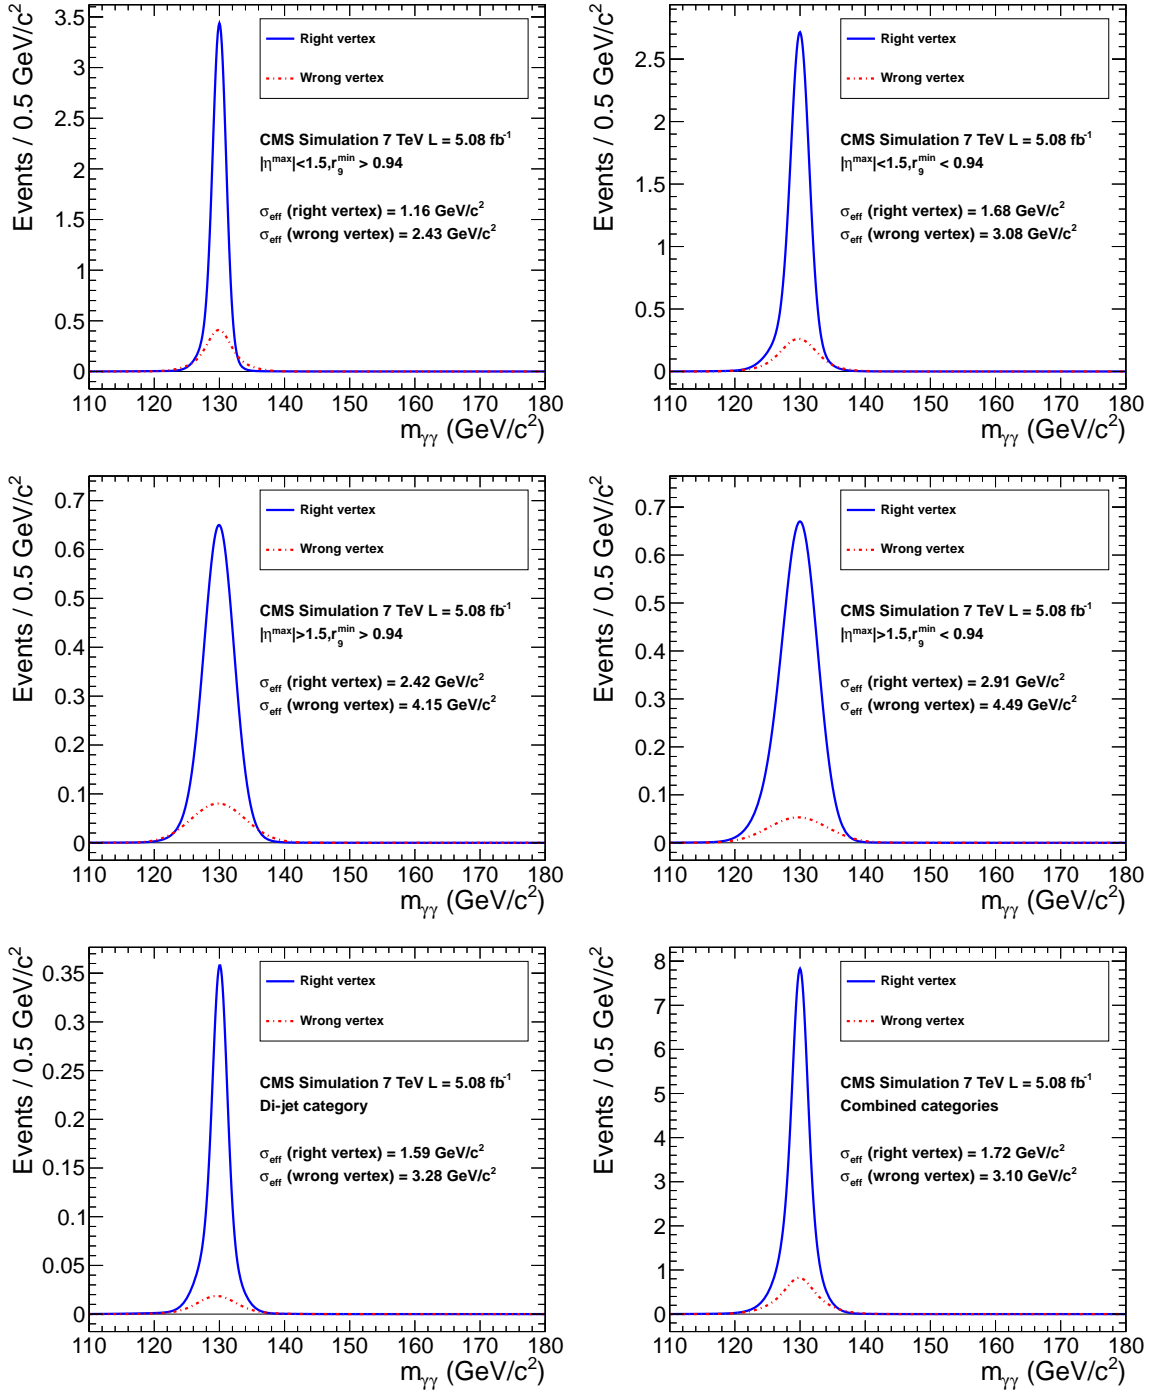 Events / 0.5 GeV/c²
3.5
3
2.5
2
1.5
1
0.5
0
Right vertex
Wrong vertex
CMS Simulation 7 TeV L = 5.08 fb⁻¹
|η^max|<1.5,r₉^min > 0.94
σ_eff (right vertex) = 1.16 GeV/c²
σ_eff (wrong vertex) = 2.43 GeV/c²
110 120 130 140 150 160 170 180
m_γγ (GeV/c²)
Events / 0.5 GeV/c²
2.5
2
1.5
1
0.5
0
Right vertex
Wrong vertex
CMS Simulation 7 TeV L = 5.08 fb⁻¹
|η^max|<1.5,r₉^min < 0.94
σ_eff (right vertex) = 1.68 GeV/c²
σ_eff (wrong vertex) = 3.08 GeV/c²
110 120 130 140 150 160 170 180
m_γγ (GeV/c²)
Events / 0.5 GeV/c²
0.7
0.6
0.5
0.4
0.3
0.2
0.1
0
Right vertex
Wrong vertex
CMS Simulation 7 TeV L = 5.08 fb⁻¹
|η^max|>1.5,r₉^min > 0.94
σ_eff (right vertex) = 2.42 GeV/c²
σ_eff (wrong vertex) = 4.15 GeV/c²
110 120 130 140 150 160 170 180
m_γγ (GeV/c²)
Events / 0.5 GeV/c²
0.7
0.6
0.5
0.4
0.3
0.2
0.1
0
Right vertex
Wrong vertex
CMS Simulation 7 TeV L = 5.08 fb⁻¹
|η^max|>1.5,r₉^min < 0.94
σ_eff (right vertex) = 2.91 GeV/c²
σ_eff (wrong vertex) = 4.49 GeV/c²
110 120 130 140 150 160 170 180
m_γγ (GeV/c²)
Events / 0.5 GeV/c²
0.35
0.3
0.25
0.2
0.15
0.1
0.05
0
Right vertex
Wrong vertex
CMS Simulation 7 TeV L = 5.08 fb⁻¹
Di-jet category
σ_eff (right vertex) = 1.59 GeV/c²
σ_eff (wrong vertex) = 3.28 GeV/c²
110 120 130 140 150 160 170 180
m_γγ (GeV/c²)
Events / 0.5 GeV/c²
8
7
6
5
4
3
2
1
0
Right vertex
Wrong vertex
CMS Simulation 7 TeV L = 5.08 fb⁻¹
Combined categories
σ_eff (right vertex) = 1.72 GeV/c²
σ_eff (wrong vertex) = 3.10 GeV/c²
110 120 130 140 150 160 170 180
m_γγ (GeV/c²)